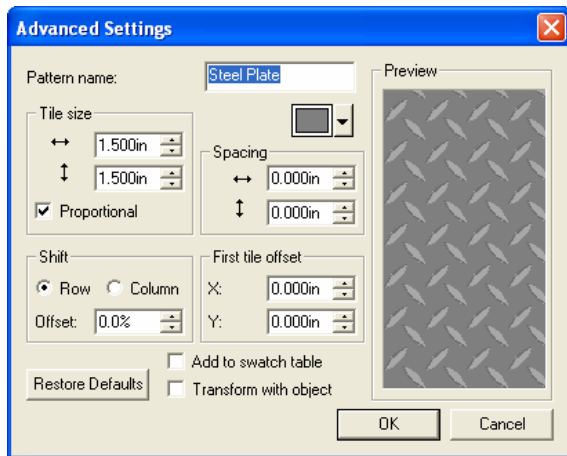 Advanced Settings
Pattern name: Steel Plate
Preview
Tile size
1.500in
1.500in
Proportional
Spacing
0.000in
0.000in
Shift
Row Column
Offset: 0.0%
First tile offset
X: 0.000in
Y: 0.000in
Restore Defaults
Add to swatch table
Transform with object
OK Cancel